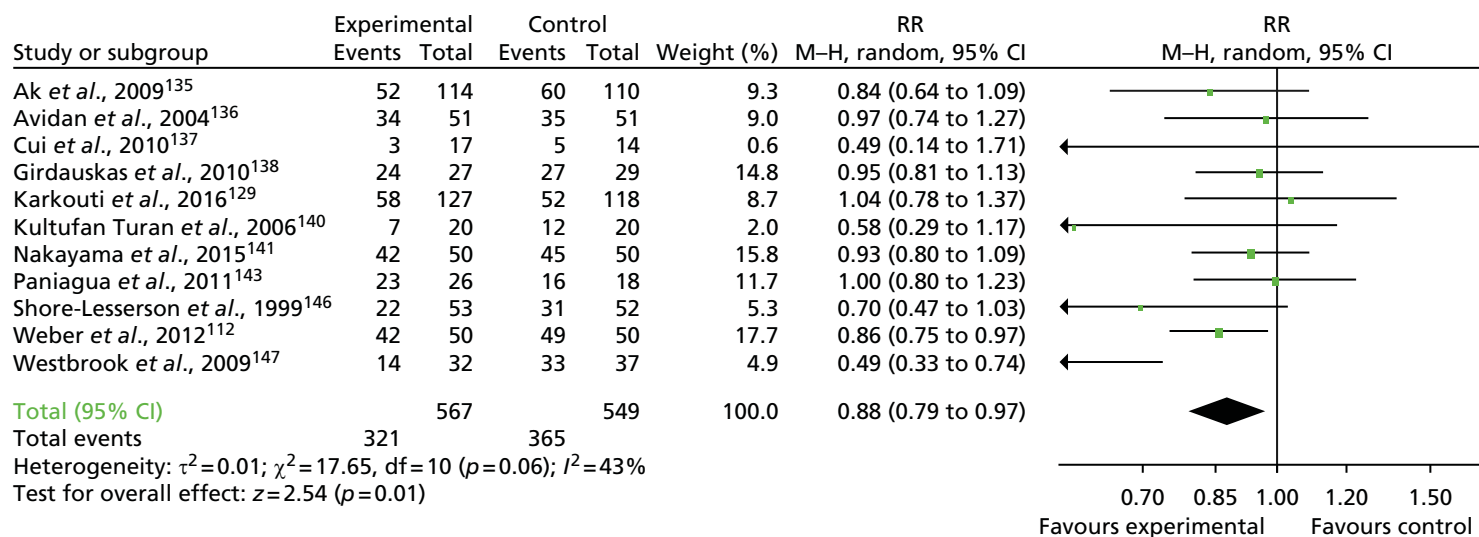 Experimental Control RR RR
Study or subgroup Events Total Events Total Weight (%) M–H, random, 95% CI M–H, random, 95% CI
Ak et al., 2009135 52 114 60 110 9.3 0.84 (0.64 to 1.09)
Avidan et al., 2004136 34 51 35 51 9.0 0.97 (0.74 to 1.27)
Cui et al., 2010137 3 17 5 14 0.6 0.49 (0.14 to 1.71)
Girdauskas et al., 2010138 24 27 27 29 14.8 0.95 (0.81 to 1.13)
Karkouti et al., 2016129 58 127 52 118 8.7 1.04 (0.78 to 1.37)
Kultufan Turan et al., 2006140 7 20 12 20 2.0 0.58 (0.29 to 1.17)
Nakayama et al., 2015141 42 50 45 50 15.8 0.93 (0.80 to 1.09)
Paniagua et al., 2011143 23 26 16 18 11.7 1.00 (0.80 to 1.23)
Shore-Lesserson et al., 1999146 22 53 31 52 5.3 0.70 (0.47 to 1.03)
Weber et al., 2012112 42 50 49 50 17.7 0.86 (0.75 to 0.97)
Westbrook et al., 2009147 14 32 33 37 4.9 0.49 (0.33 to 0.74)
Total (95% CI) 567 549 100.0 0.88 (0.79 to 0.97)
Total events 321 365
Heterogeneity: τ2=0.01; χ2=17.65, df=10 (p=0.06); I2=43%
Test for overall effect: z=2.54 (p=0.01)
0.70 0.85 1.00 1.20 1.50
Favours experimental Favours control